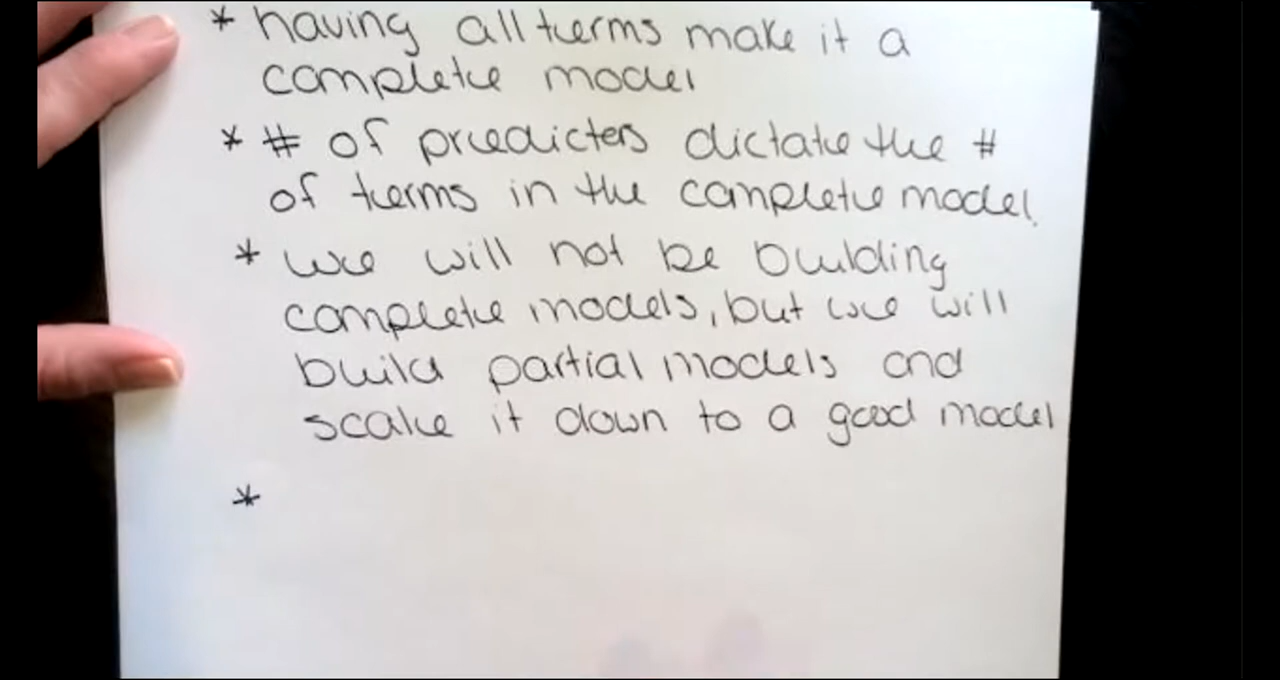 * having all terms make it a
complete model
* # of predicters dictate the #
of terms in the complete model.
* we will not be building
complete models, but we will
build partial models and
scale it down to a good model
*